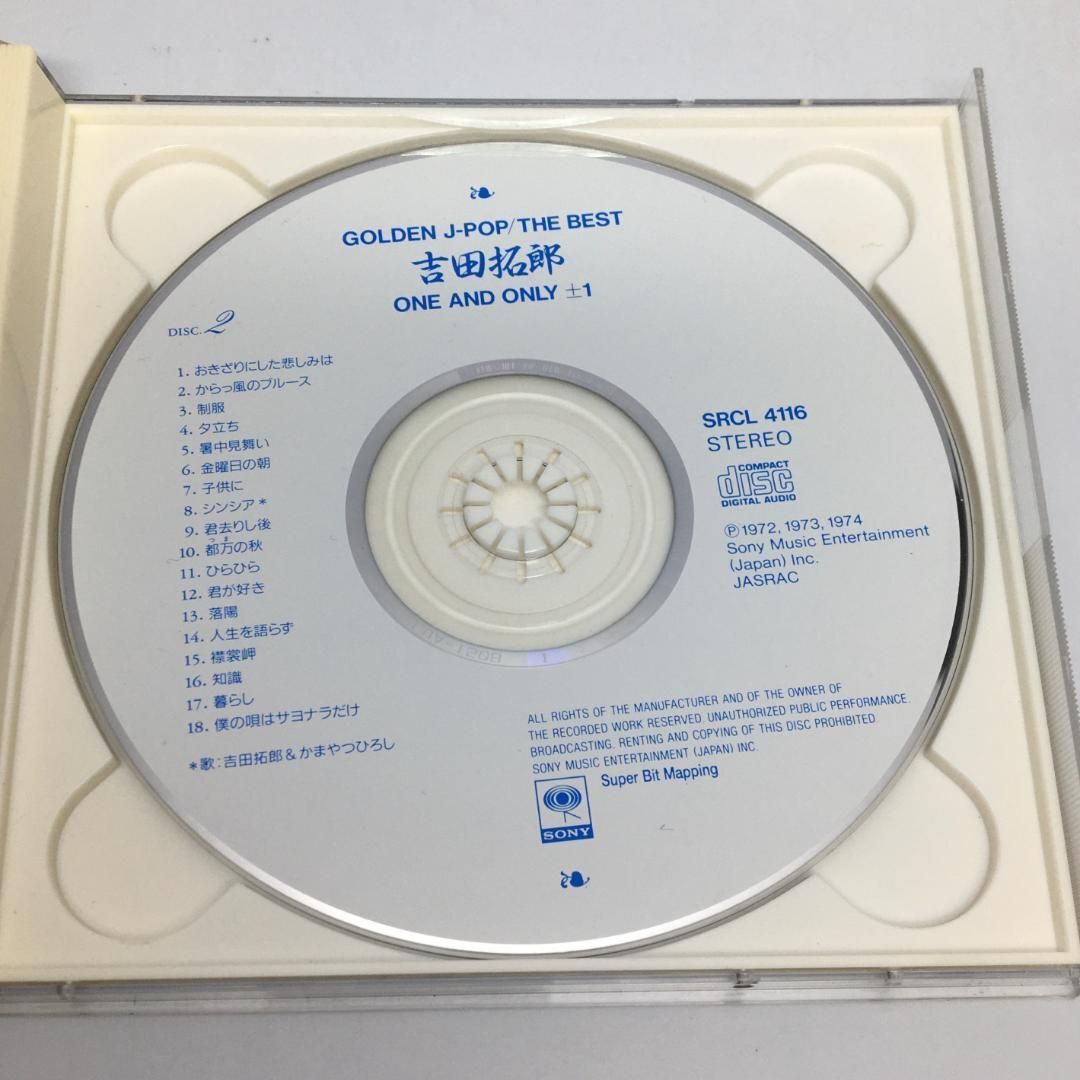 GOLDEN J-POP/THE BEST
吉田拓郎
ONE AND ONLY ±1
DISC. 2
1. おきざりにした悲しみは
2. からっ風のブルース
3. 制服
4. 夕立ち
5. 暑中見舞い
6. 金曜日の朝
7. 子供に
8. シンシア*
9. 君去りし後
10. 都万の秋
つま
11. ひらひら
12. 君が好き
13. 落陽
14. 人生を語らず
15. 襟裳岬
16. 知識
17. 暮らし
18. 僕の唄はサヨナラだけ
*歌:吉田拓郎&かまやつひろし
SRCL 4116
STEREO
COMPACT
disc
DIGITAL AUDIO
Ⓟ1972, 1973, 1974
Sony Music Entertainment
(Japan) Inc.
JASRAC
ALL RIGHTS OF THE MANUFACTURER AND OF THE OWNER OF
THE RECORDED WORK RESERVED. UNAUTHORIZED PUBLIC PERFORMANCE.
BROADCASTING. RENTING AND COPYING OF THIS DISC PROHIBITED.
SONY MUSIC ENTERTAINMENT (JAPAN) INC.
Super Bit Mapping
SONY